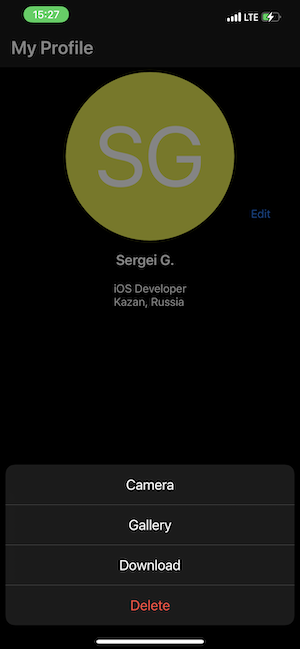 15:27
LTE
My Profile
SG
Edit
Sergei G.
iOS Developer
Kazan, Russia
Camera
Gallery
Download
Delete